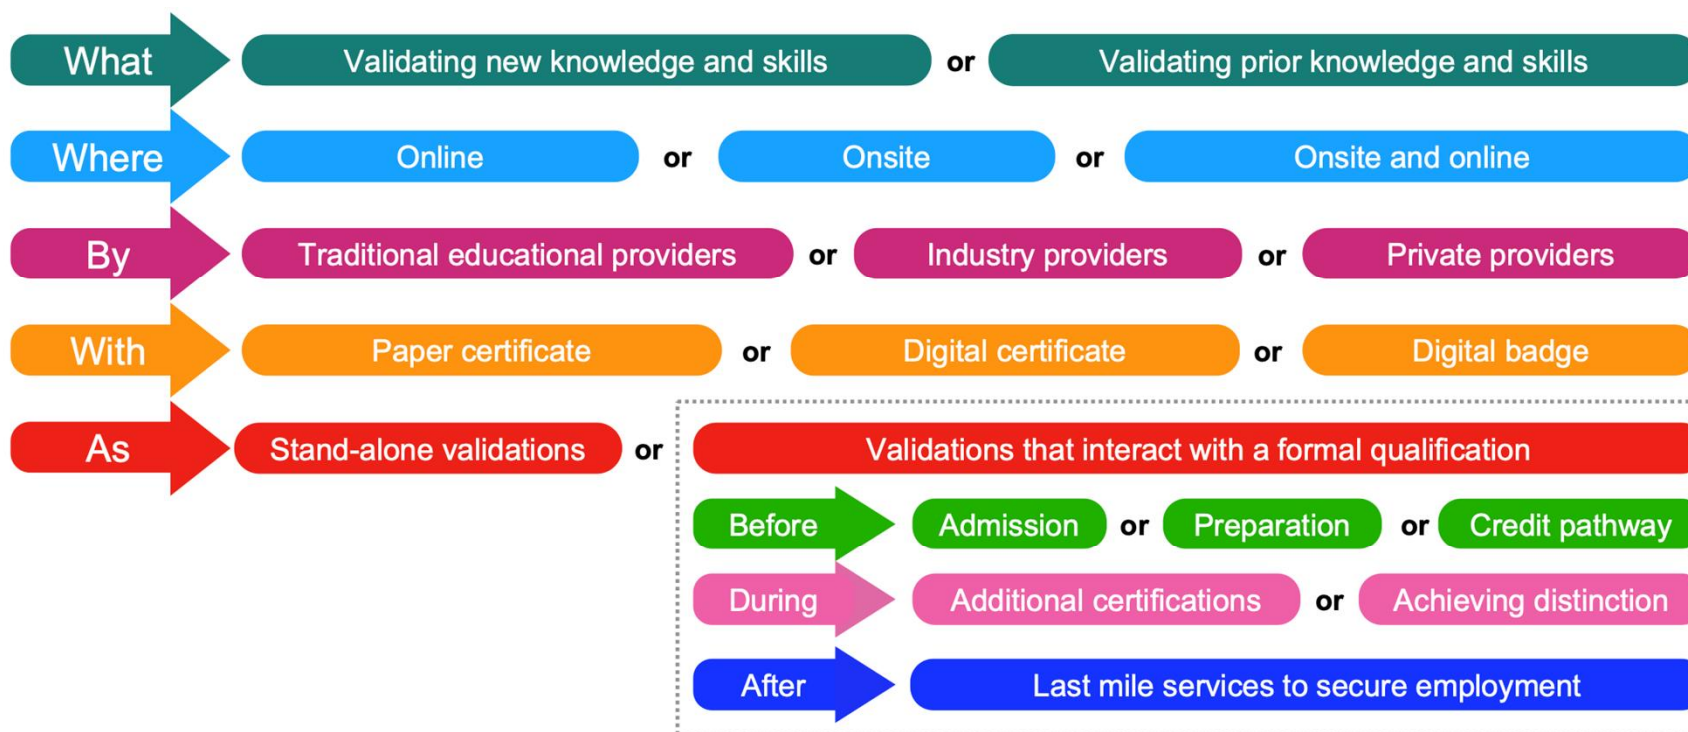 What Validating new knowledge and skills or Validating prior knowledge and skills
Where Online or Onsite or Onsite and online
By Traditional educational providers or Industry providers or Private providers
With Paper certificate or Digital certificate or Digital badge
As Stand-alone validations or Validations that interact with a formal qualification
Before Admission or Preparation or Credit pathway
During Additional certifications or Achieving distinction
After Last mile services to secure employment